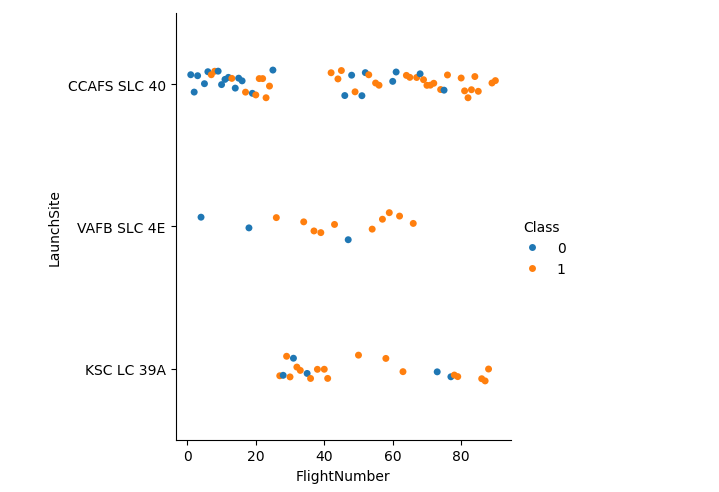 LaunchSite
CCAFS SLC 40
VAFB SLC 4E
KSC LC 39A
0
20
40
60
80
FlightNumber
Class
0
1